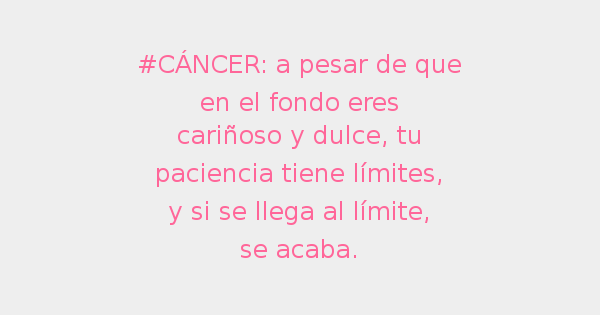 #CÁNCER: a pesar de que
en el fondo eres
cariñoso y dulce, tu
paciencia tiene límites,
y si se llega al límite,
se acaba.